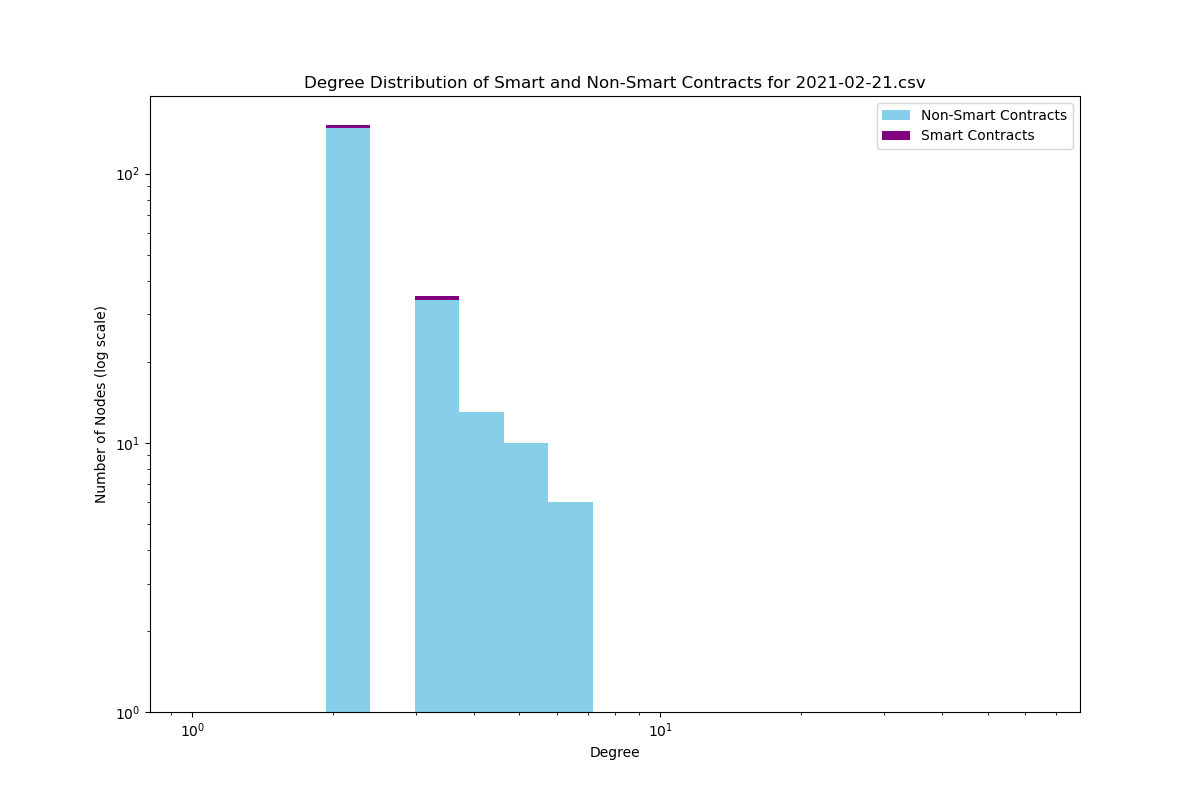 Degree Distribution of Smart and Non-Smart Contracts for 2021-02-21.csv
Non-Smart Contracts
Smart Contracts
Number of Nodes (log scale)
10²
10¹
10⁰
10⁰ 10¹
Degree